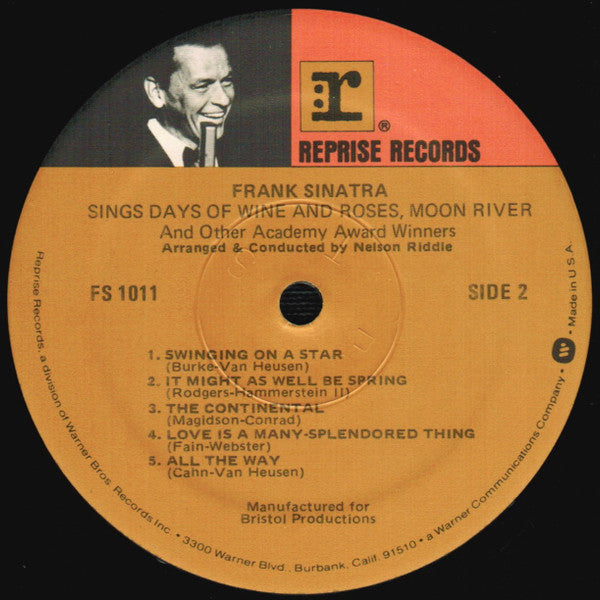 r
®
REPRISE RECORDS
FRANK SINATRA
SINGS DAYS OF WINE AND ROSES, MOON RIVER
And Other Academy Award Winners
Arranged & Conducted by Nelson Riddle
FS 1011
SIDE 2
1. SWINGING ON A STAR
(Burke-Van Heusen)
2. IT MIGHT AS WELL BE SPRING
(Rodgers-Hammerstein II)
3. THE CONTINENTAL
(Magidson-Conrad)
4. LOVE IS A MANY-SPLENDORED THING
(Fain-Webster)
5. ALL THE WAY
(Cahn-Van Heusen)
Manufactured for
Bristol Productions
Reprise Records, a division of Warner Bros. Records Inc. • 3300 Warner Blvd., Burbank, Calif. 91510 • a Warner Communications Company • W • Made in U.S.A.